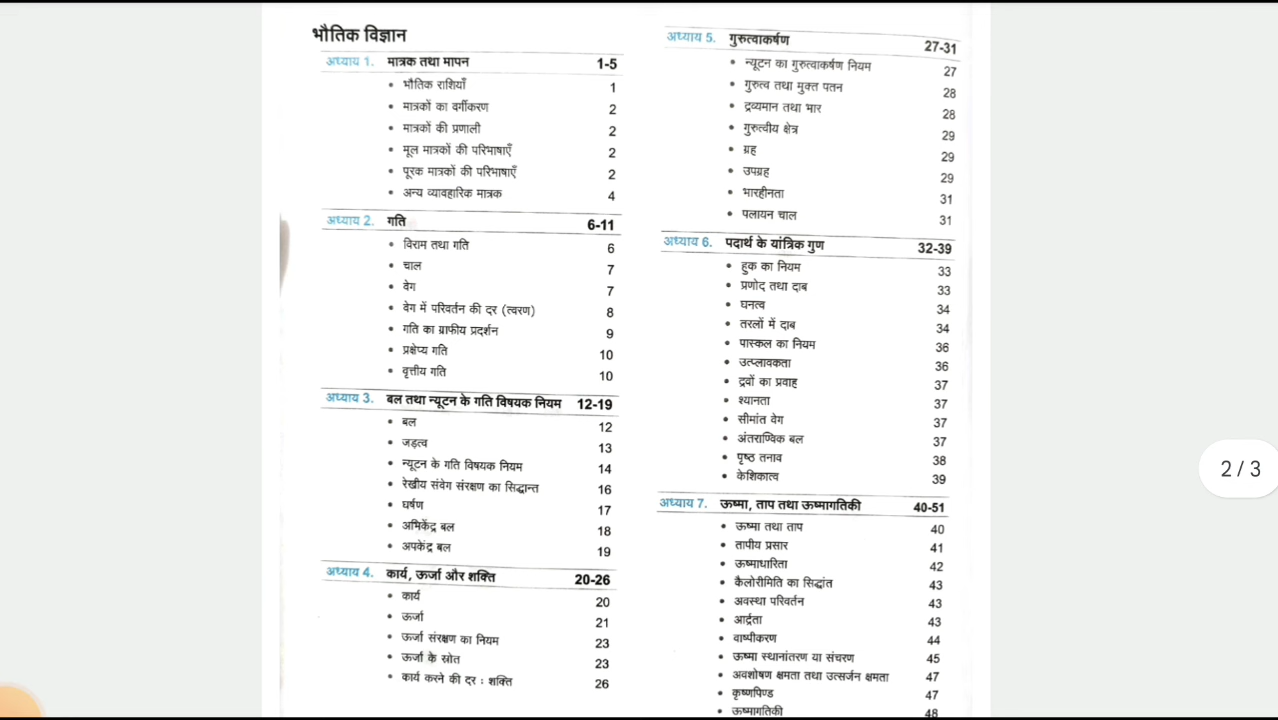 भौतिक विज्ञान
अध्याय 1. मात्रक तथा मापन 1-5
• भौतिक राशियाँ 1
• मात्रकों का वर्गीकरण 2
• मात्रकों की प्रणाली 2
• मूल मात्रकों की परिभाषाएँ 2
• पूरक मात्रकों की परिभाषाएँ 2
• अन्य व्यावहारिक मात्रक 4
अध्याय 2. गति 6-11
• विराम तथा गति 6
• चाल 7
• वेग 7
• वेग में परिवर्तन की दर (त्वरण) 8
• गति का ग्राफीय प्रदर्शन 9
• प्रक्षेप्य गति 10
• वृत्तीय गति 10
अध्याय 3. बल तथा न्यूटन के गति विषयक नियम 12-19
• बल 12
• जड़त्व 13
• न्यूटन के गति विषयक नियम 14
• रेखीय संवेग संरक्षण का सिद्धान्त 16
• घर्षण 17
• अभिकेंद्र बल 18
• अपकेंद्र बल 19
अध्याय 4. कार्य, ऊर्जा और शक्ति 20-26
• कार्य 20
• ऊर्जा 21
• ऊर्जा संरक्षण का नियम 23
• ऊर्जा के स्रोत 23
• कार्य करने की दर : शक्ति 26
अध्याय 5. गुरुत्वाकर्षण 27-31
• न्यूटन का गुरुत्वाकर्षण नियम 27
• गुरुत्व तथा मुक्त पतन 28
• द्रव्यमान तथा भार 28
• गुरुत्वीय क्षेत्र 29
• ग्रह 29
• उपग्रह 29
• भारहीनता 31
• पलायन चाल 31
अध्याय 6. पदार्थ के यांत्रिक गुण 32-39
• हुक का नियम 33
• प्रणोद तथा दाब 33
• घनत्व 34
• तरलों में दाब 34
• पास्कल का नियम 36
• उत्प्लावकता 36
• द्रवों का प्रवाह 37
• श्यानता 37
• सीमांत वेग 37
• अंतराण्विक बल 37
• पृष्ठ तनाव 38
• केशिकात्व 39
अध्याय 7. ऊष्मा, ताप तथा ऊष्मागतिकी 40-51
• ऊष्मा तथा ताप 40
• तापीय प्रसार 41
• ऊष्माधारिता 42
• कैलोरीमिति का सिद्धांत 43
• अवस्था परिवर्तन 43
• आर्द्रता 43
• वाष्पीकरण 44
• ऊष्मा स्थानांतरण या संचरण 45
• अवशोषण क्षमता तथा उत्सर्जन क्षमता 47
• कृष्णपिण्ड 47
• ऊष्मागतिकी 48
2 / 3